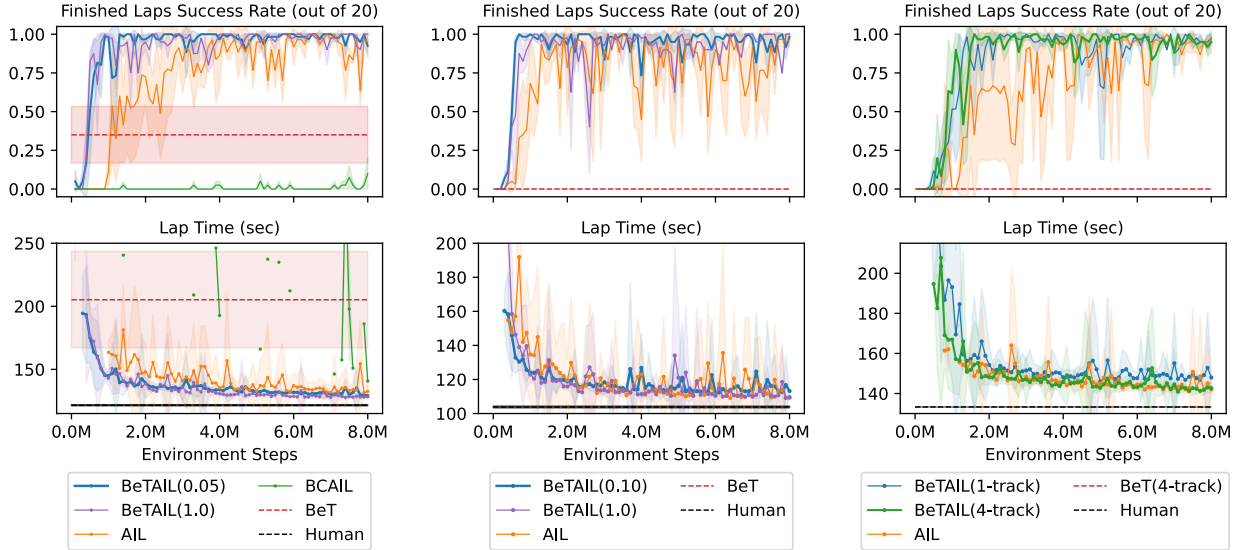 Finished Laps Success Rate (out of 20)
1.00
0.75
0.50
0.25
0.00
Lap Time (sec)
250
200
150
0.0M 2.0M 4.0M 6.0M 8.0M
Environment Steps
BeTAIL(0.05)
BeTAIL(1.0)
AIL
BCAIL
BeT
Human
Finished Laps Success Rate (out of 20)
1.00
0.75
0.50
0.25
0.00
Lap Time (sec)
200
180
160
140
120
100
0.0M 2.0M 4.0M 6.0M 8.0M
Environment Steps
BeTAIL(0.10)
BeTAIL(1.0)
AIL
BeT
Human
Finished Laps Success Rate (out of 20)
1.00
0.75
0.50
0.25
0.00
Lap Time (sec)
200
180
160
140
0.0M 2.0M 4.0M 6.0M 8.0M
Environment Steps
BeTAIL(1-track)
BeTAIL(4-track)
AIL
BeT(4-track)
Human